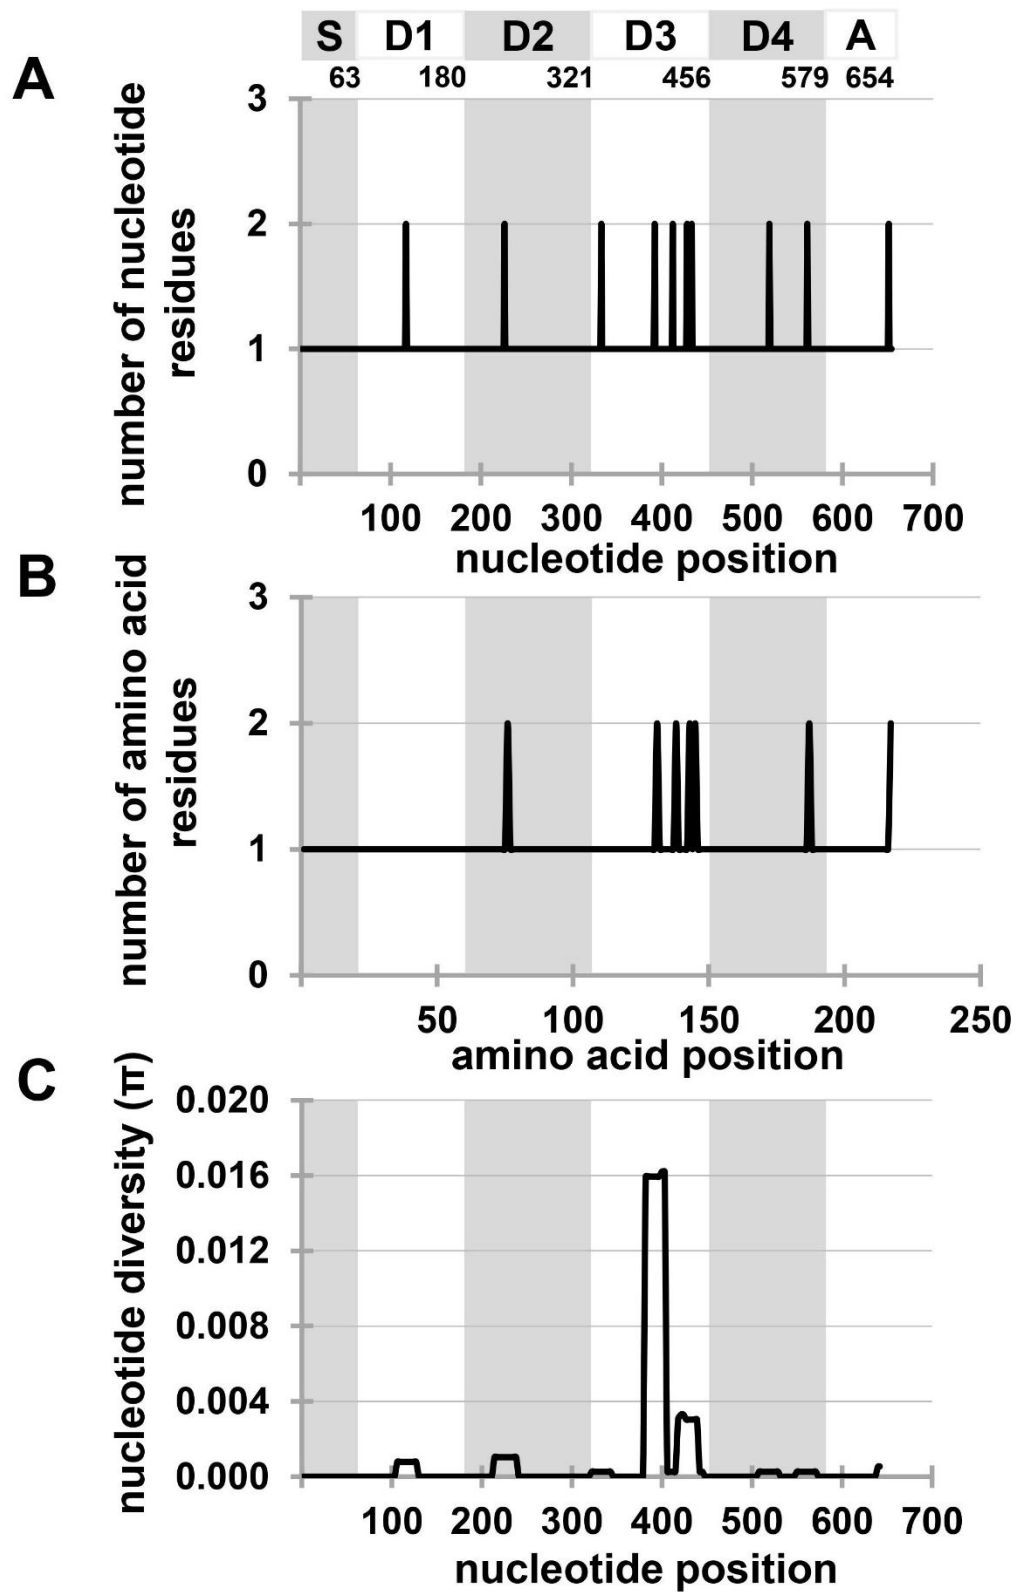 S D1 D2 D3 D4 A
63 180 321 456 579 654
A
number of nucleotide
residues
3
2
1
0
100 200 300 400 500 600 700
nucleotide position
B
number of amino acid
residues
3
2
1
0
50 100 150 200 250
amino acid position
C
nucleotide diversity (π)
0.020
0.016
0.012
0.008
0.004
0.000
100 200 300 400 500 600 700
nucleotide position